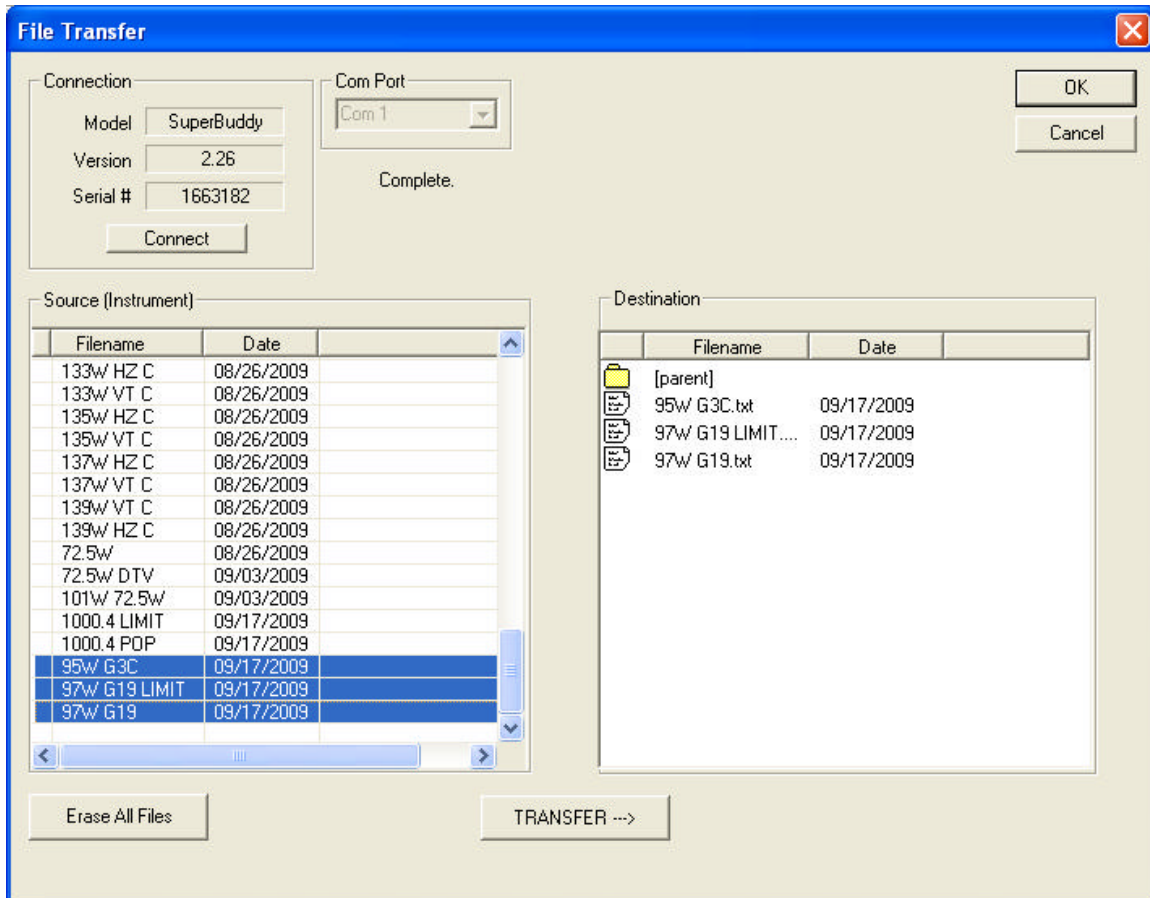 File Transfer
Connection
Model SuperBuddy
Version 2.26
Serial # 1663182
Connect
Com Port
Com 1
Complete.
OK
Cancel
Source (Instrument)
Filename Date
133W HZ C 08/26/2009
133W VT C 08/26/2009
135W HZ C 08/26/2009
135W VT C 08/26/2009
137W HZ C 08/26/2009
137W VT C 08/26/2009
139W VT C 08/26/2009
139W HZ C 08/26/2009
72.5W 08/26/2009
72.5W DTV 09/03/2009
101W 72.5W 09/03/2009
1000.4 LIMIT 09/17/2009
1000.4 POP 09/17/2009
95W G3C 09/17/2009
97W G19 LIMIT 09/17/2009
97W G19 09/17/2009
Destination
Filename Date
[parent]
95W G3C.txt 09/17/2009
97W G19 LIMIT.... 09/17/2009
97W G19.txt 09/17/2009
Erase All Files
TRANSFER --->